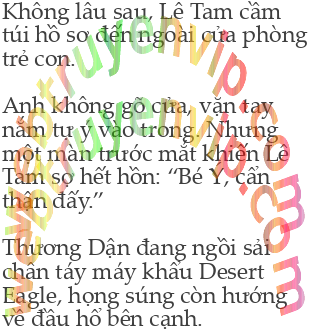 Không lâu sau, Lê Tam cầm
túi hồ sơ đến ngoài cửa phòng
trẻ con.
Anh không gõ cửa, vặn tay
nắm tự ý vào trong. Nhưng
một màn trước mắt khiến Lê
Tam sợ hết hồn: “Bé Y, cẩn
thận đấy.”
Thương Dận đang ngồi sải
chân táy máy khẩu Desert
Eagle, họng súng còn hướng
về đầu hổ bên cạnh.